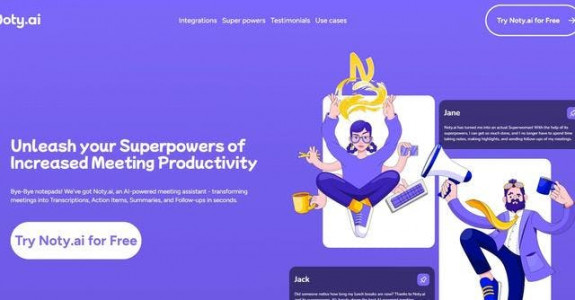 Noty.ai
Integrations Super powers Testimonials Use cases
Try Noty.ai for Free
Unleash your Superpowers of
Increased Meeting Productivity
Bye-Bye notepads! We've got Noty.ai, an AI-powered meeting assistant - transforming
meetings into Transcriptions, Action Items, Summaries, and Follow-ups in seconds.
Try Noty.ai for Free
Jane
Noty.ai has turned me into an actual Superwoman! With the help of its
superpowers, I can get so much done, and I no longer have to spend time
taking notes, making highlights, and sending follow-ups of my meetings.
Jack
Did someone notice how long my lunch breaks are now? Thanks to Noty.ai